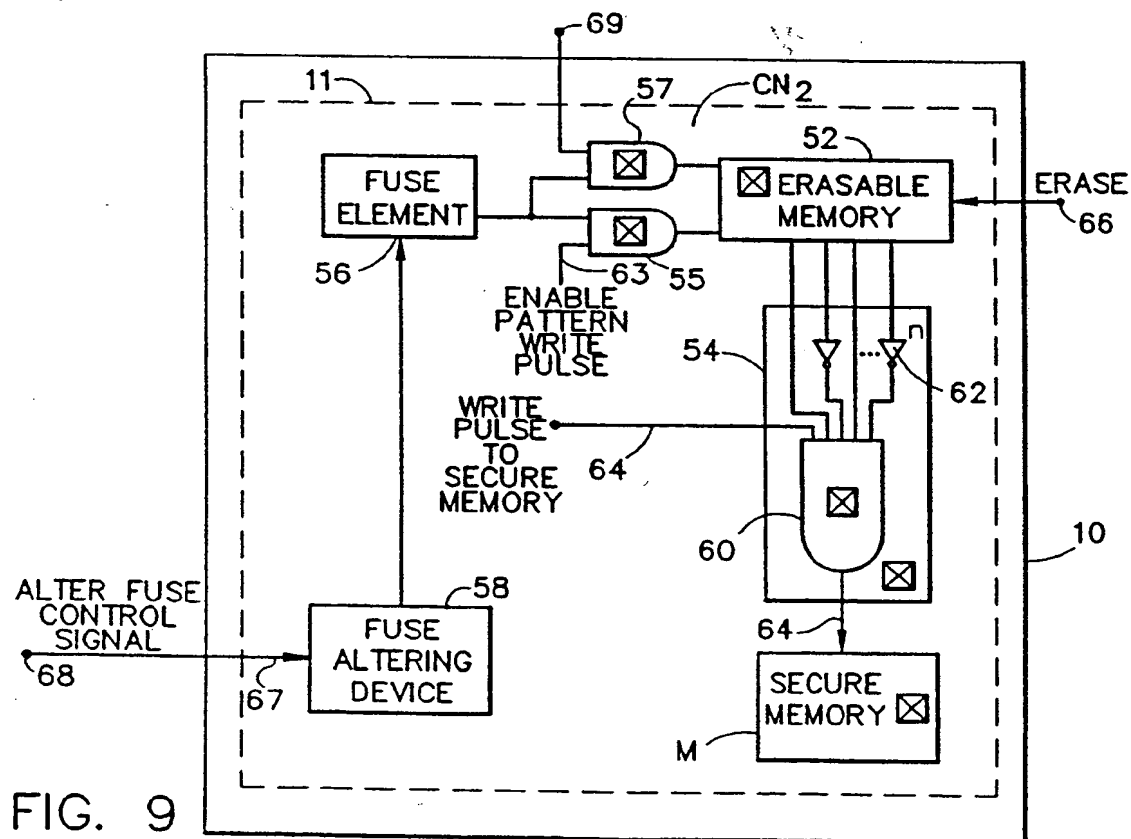 69
11
57
CN2
52
FUSE
ELEMENT
ERASABLE
MEMORY
ERASE
66
56
63
55
ENABLE
PATTERN
WRITE
PULSE
54
n
62
WRITE
PULSE
TO
SECURE
MEMORY
64
60
10
ALTER FUSE
CONTROL
SIGNAL
58
64
68
67
FUSE
ALTERING
DEVICE
SECURE
MEMORY
M
FIG. 9